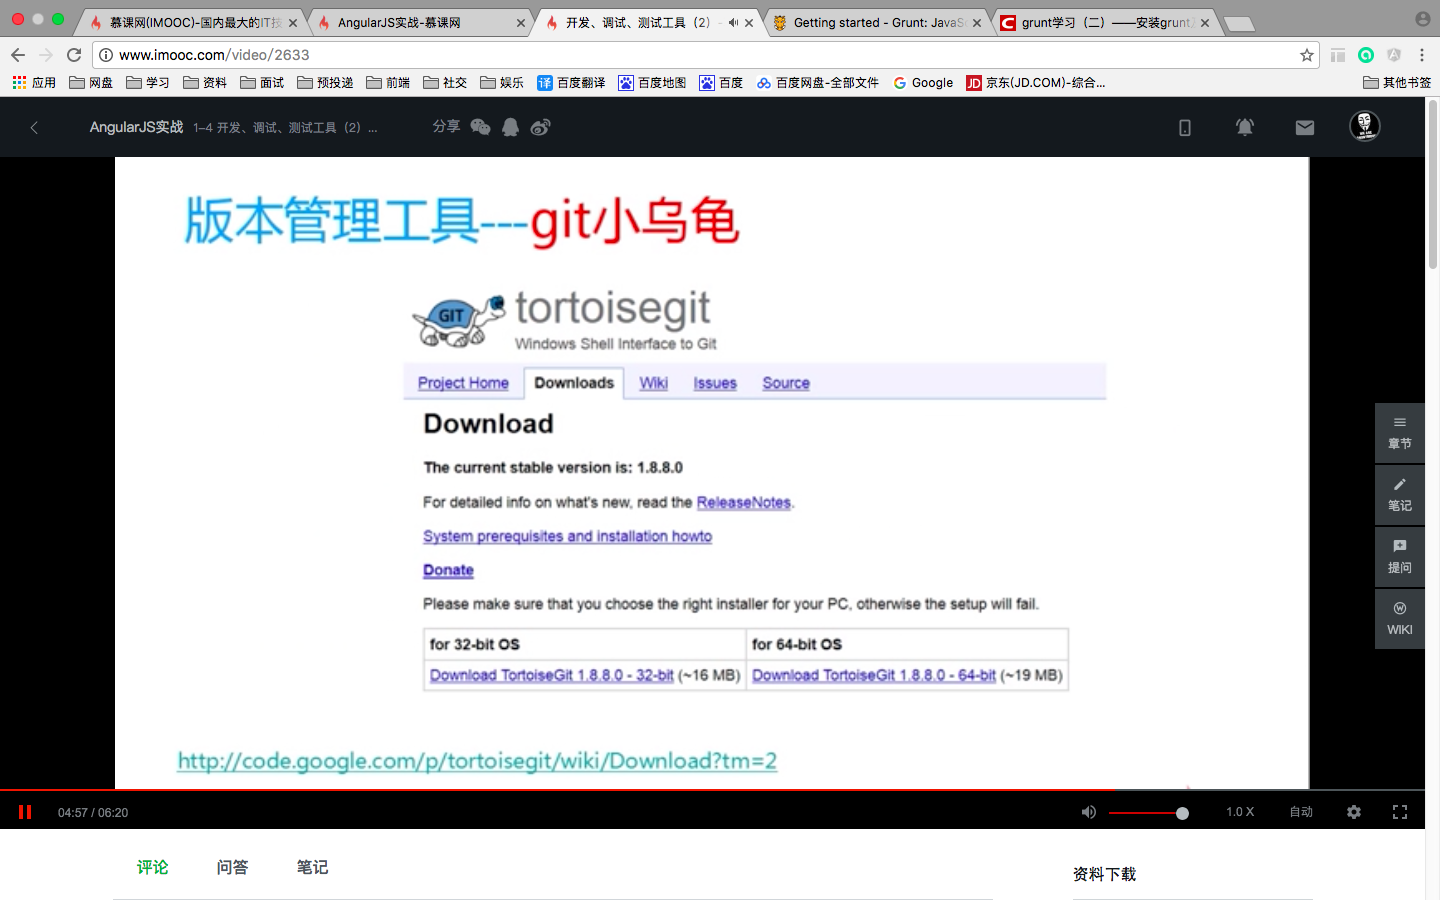 慕课网(IMOOC)-国内最大的IT技
AngularJS实战-慕课网
开发、调试、测试工具（2）-
Getting started - Grunt: JavaS
grunt学习（二）——安装grunt
www.imooc.com/video/2633
应用
网盘
学习
资料
面试
预投递
前端
社交
娱乐
译 百度翻译
百度地图
百度
百度网盘-全部文件
Google
JD 京东(JD.COM)-综合...
其他书签
AngularJS实战 1-4 开发、调试、测试工具（2）...
分享
版本管理工具---git小乌龟
GIT
tortoisegit
Windows Shell Interface to Git
Project Home Downloads Wiki Issues Source
Download
The current stable version is: 1.8.8.0
For detailed info on what's new, read the ReleaseNotes.
System prerequisites and installation howto
Donate
Please make sure that you choose the right installer for your PC, otherwise the setup will fail.
for 32-bit OS for 64-bit OS
Download TortoiseGit 1.8.8.0 - 32-bit (~16 MB) Download TortoiseGit 1.8.8.0 - 64-bit (~19 MB)
http://code.google.com/p/tortoisegit/wiki/Download?tm=2
章节
笔记
提问
WIKI
04:57 / 06:20
1.0 X
自动
评论 问答 笔记
资料下载